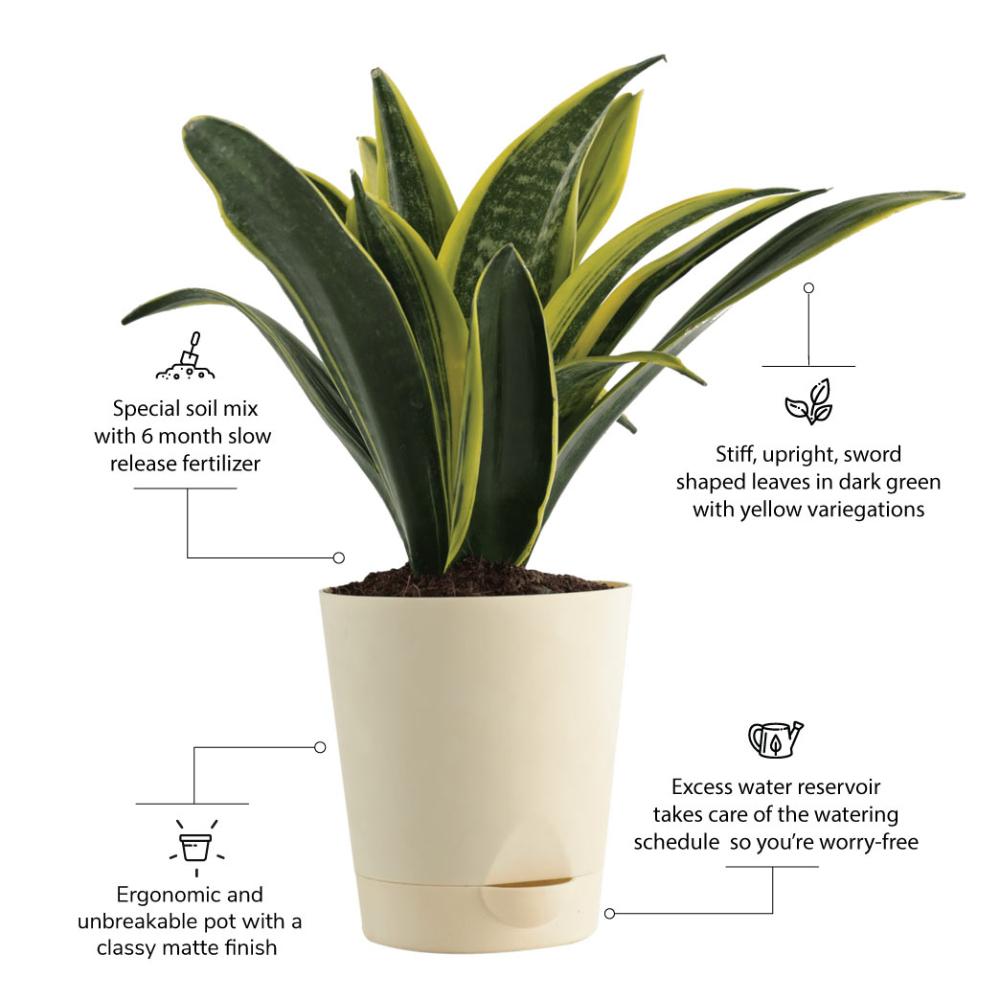 Special soil mix
with 6 month slow
release fertilizer
Stiff, upright, sword
shaped leaves in dark green
with yellow variegations
Excess water reservoir
takes care of the watering
schedule  so you're worry-free
Ergonomic and
unbreakable pot with a
classy matte finish